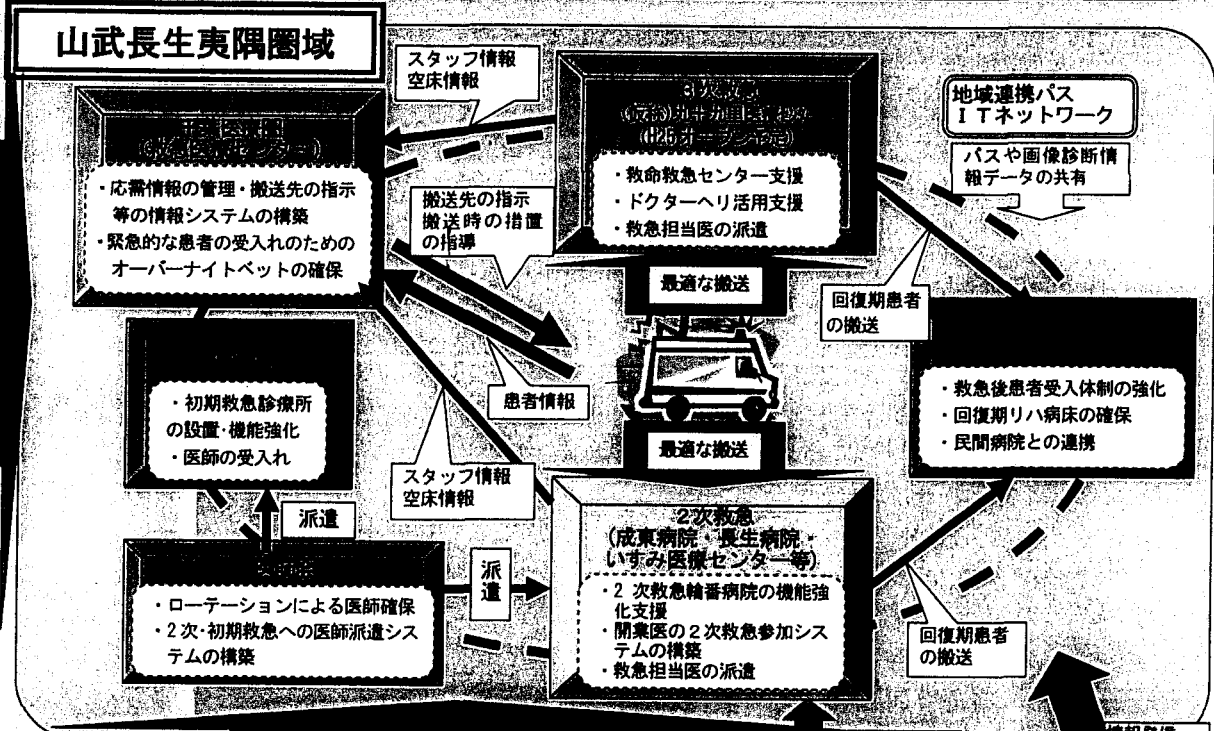 山武長生夷隅圏域
スタッフ情報
空床情報
3次救急
(H26オープン予定)
・救命救急センター支援
・ドクターヘリ活用支援
・救急担当医の派遣
地域連携パス
ITネットワーク
パスや画像診断情
報データの共有
・応需情報の管理・搬送先の指示
等の情報システムの構築
・緊急的な患者の受入れのための
オーバーナイトベットの確保
搬送先の指示
搬送時の措置
の指導
最適な搬送
回復期患者
の搬送
・初期救急診療所
の設置・機能強化
・医師の受入れ
患者情報
・救急後患者受入体制の強化
・回復期リハ病床の確保
・民間病院との連携
最適な搬送
スタッフ情報
空床情報
派遣
派遣
2次救急
(成東病院・長生病院・
いすみ医療センター等)
・2次救急輪番病院の機能強
化支援
・開業医の2次救急参加シス
テムの構築
・救急担当医の派遣
・ローテーションによる医師確保
・2次・初期救急への医師派遣シス
テムの構築
回復期患者
の搬送